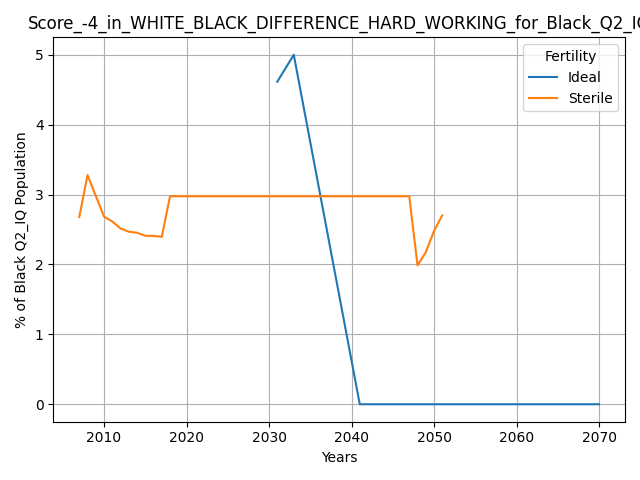 Score_-4_in_WHITE_BLACK_DIFFERENCE_HARD_WORKING_for_Black_Q2_IQ
Fertility
Ideal
Sterile
5
4
3
2
1
0
% of Black Q2_IQ Population
2010 2020 2030 2040 2050 2060 2070
Years